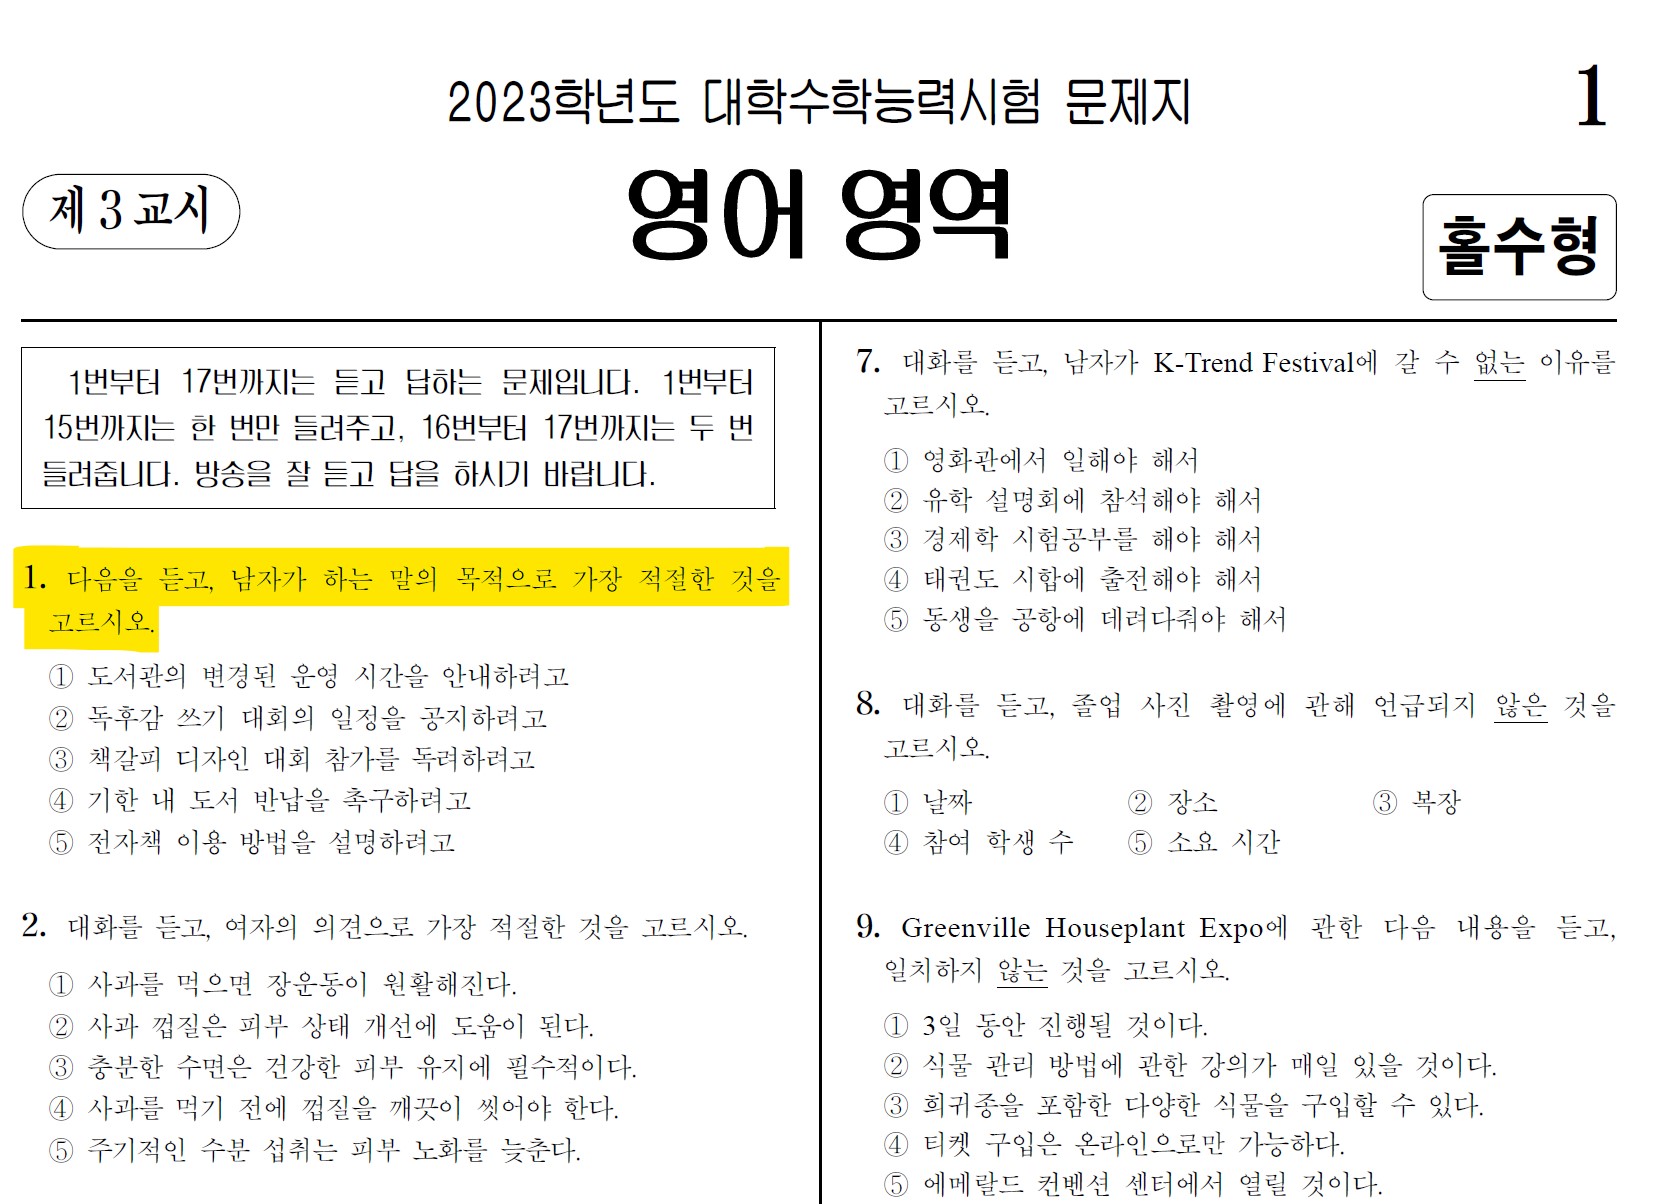 2023학년도 대학수학능력시험 문제지
1
제 3 교시
영어 영역
홀수형
1번부터 17번까지는 듣고 답하는 문제입니다. 1번부터
15번까지는 한 번만 들려주고, 16번부터 17번까지는 두 번
들려줍니다. 방송을 잘 듣고 답을 하시기 바랍니다.
1. 다음을 듣고, 남자가 하는 말의 목적으로 가장 적절한 것을
고르시오.
① 도서관의 변경된 운영 시간을 안내하려고
② 독후감 쓰기 대회의 일정을 공지하려고
③ 책갈피 디자인 대회 참가를 독려하려고
④ 기한 내 도서 반납을 촉구하려고
⑤ 전자책 이용 방법을 설명하려고
2. 대화를 듣고, 여자의 의견으로 가장 적절한 것을 고르시오.
① 사과를 먹으면 장운동이 원활해진다.
② 사과 껍질은 피부 상태 개선에 도움이 된다.
③ 충분한 수면은 건강한 피부 유지에 필수적이다.
④ 사과를 먹기 전에 껍질을 깨끗이 씻어야 한다.
⑤ 주기적인 수분 섭취는 피부 노화를 늦춘다.
7. 대화를 듣고, 남자가 K-Trend Festival에 갈 수 없는 이유를
고르시오.
① 영화관에서 일해야 해서
② 유학 설명회에 참석해야 해서
③ 경제학 시험공부를 해야 해서
④ 태권도 시합에 출전해야 해서
⑤ 동생을 공항에 데려다줘야 해서
8. 대화를 듣고, 졸업 사진 촬영에 관해 언급되지 않은 것을
고르시오.
① 날짜 ② 장소 ③ 복장
④ 참여 학생 수 ⑤ 소요 시간
9. Greenville Houseplant Expo에 관한 다음 내용을 듣고,
일치하지 않는 것을 고르시오.
① 3일 동안 진행될 것이다.
② 식물 관리 방법에 관한 강의가 매일 있을 것이다.
③ 희귀종을 포함한 다양한 식물을 구입할 수 있다.
④ 티켓 구입은 온라인으로만 가능하다.
⑤ 에메랄드 컨벤션 센터에서 열릴 것이다.